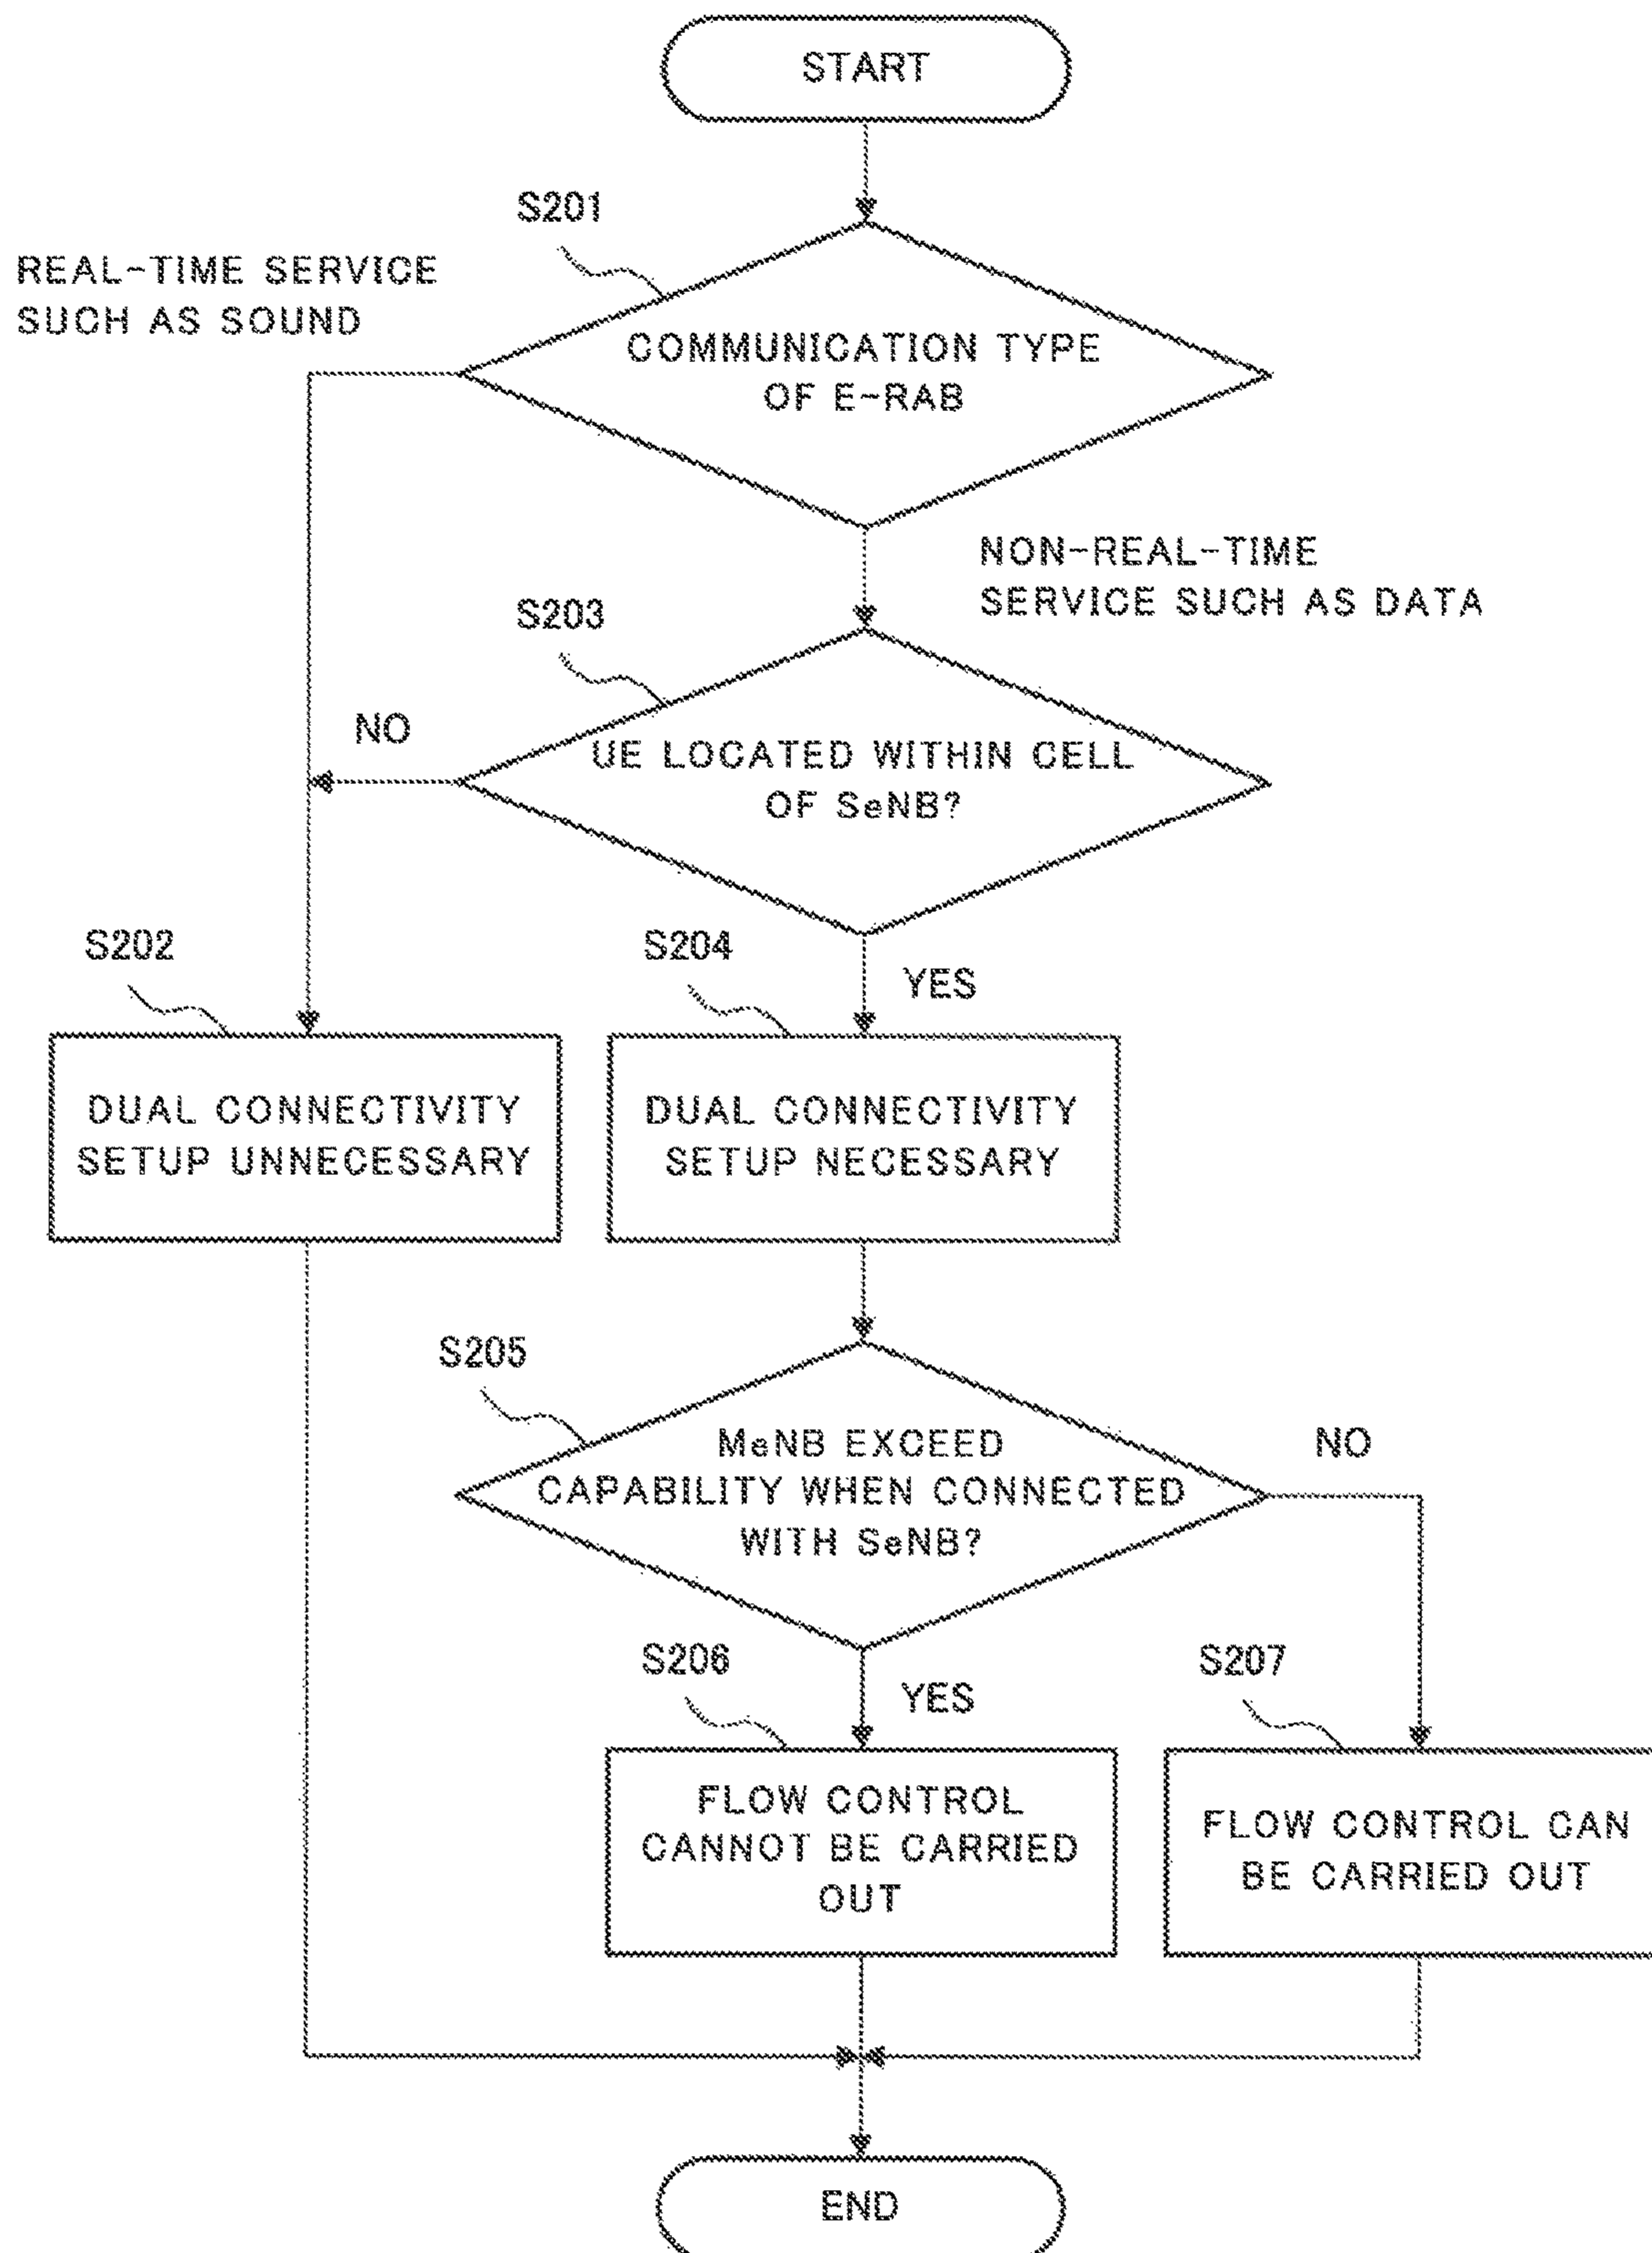 START
S201
REAL-TIME SERVICE
SUCH AS SOUND
COMMUNICATION TYPE
OF E-RAB
NON-REAL-TIME
SERVICE SUCH AS DATA
S203
NO
UE LOCATED WITHIN CELL
OF SeNB?
S202
S204
YES
DUAL CONNECTIVITY
SETUP UNNECESSARY
DUAL CONNECTIVITY
SETUP NECESSARY
S205
MeNB EXCEED
CAPABILITY WHEN CONNECTED
WITH SeNB?
NO
S206
YES
S207
FLOW CONTROL
CANNOT BE CARRIED
OUT
FLOW CONTROL CAN
BE CARRIED OUT
END